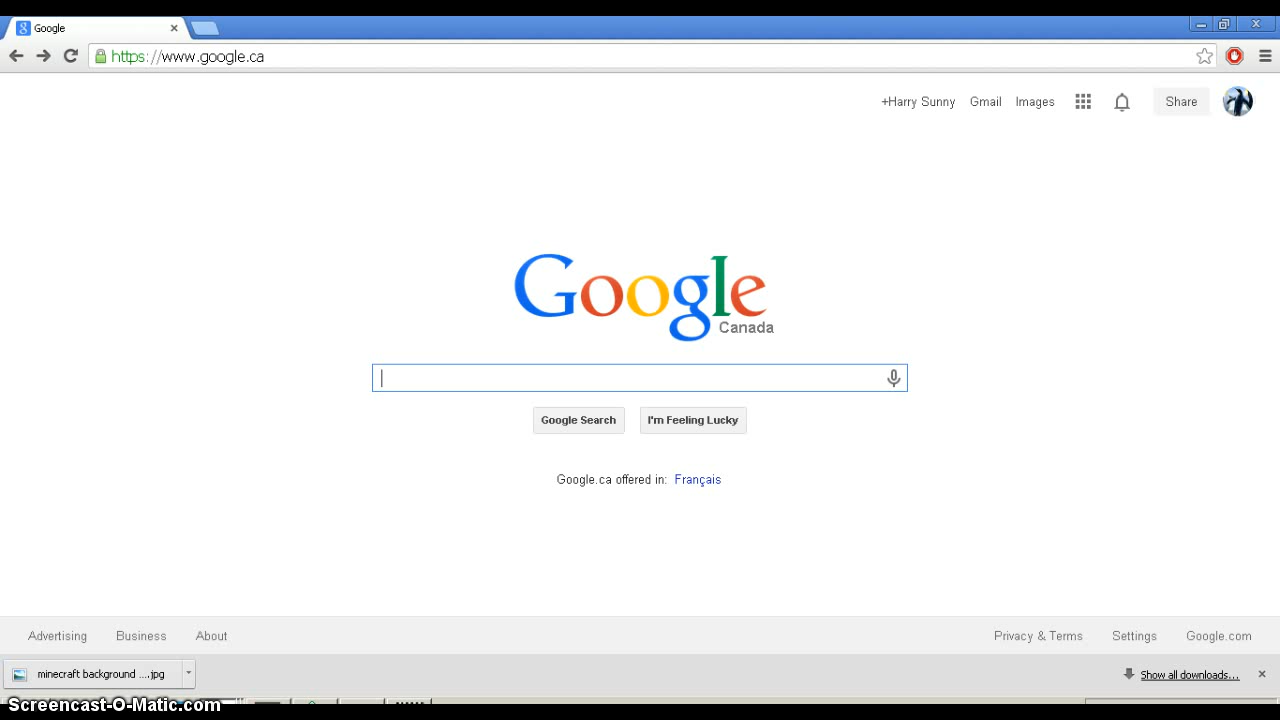 Google
https://www.google.ca
+Harry Sunny Gmail Images Share
Google
Canada
Google Search I'm Feeling Lucky
Google.ca offered in: Français
Advertising Business About Privacy & Terms Settings Google.com
minecraft background ....jpg Show all downloads...
Screencast-O-Matic.com